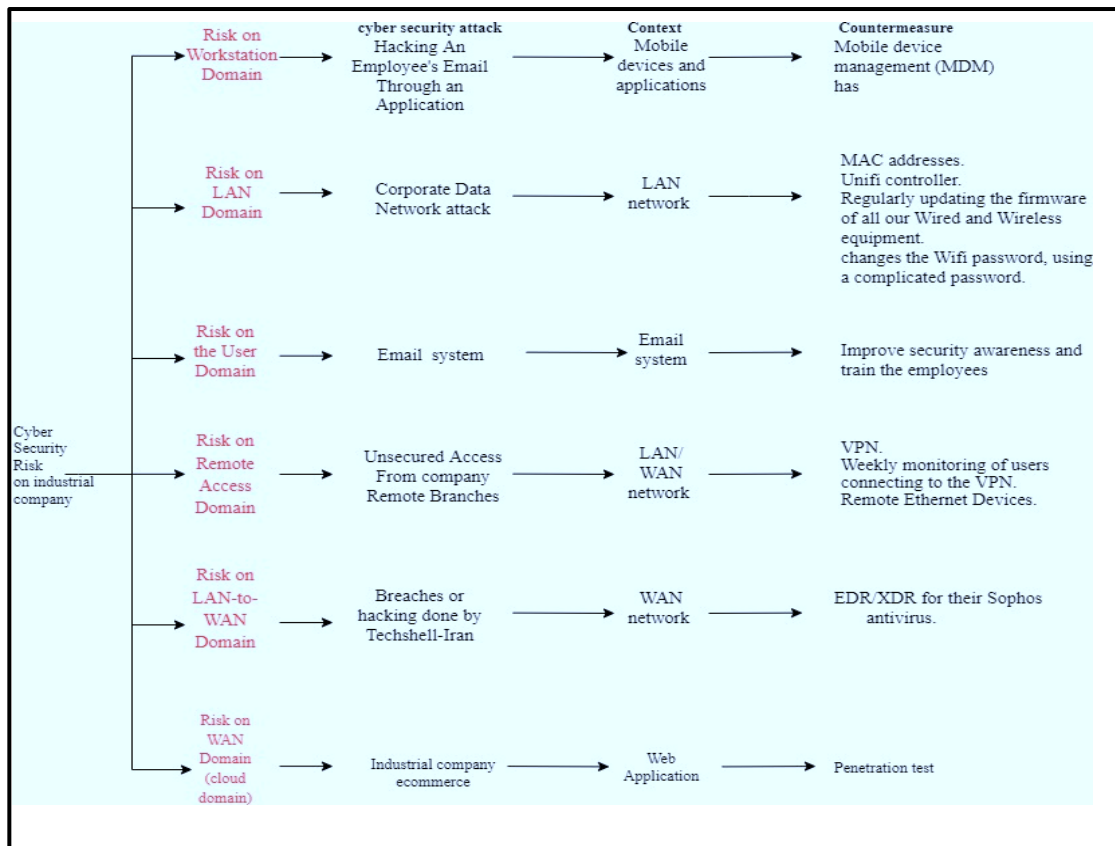 cyber security attack
Context
Countermeasure
Risk on
Workstation
Domain
Hacking An
Employee's Email
Through an
Application
Mobile
devices and
applications
Mobile device
management (MDM)
has
Risk on
LAN
Domain
Corporate Data
Network attack
LAN
network
MAC addresses.
Unifi controller.
Regularly updating the firmware
of all our Wired and Wireless
equipment.
changes the Wifi password, using
a complicated password.
Risk on
the User
Domain
Email system
Email
system
Improve security awareness and
train the employees
Cyber
Security
Risk
on industrial
company
Risk on
Remote
Access
Domain
Unsecured Access
From company
Remote Branches
LAN/
WAN
network
VPN.
Weekly monitoring of users
connecting to the VPN.
Remote Ethernet Devices.
Risk on
LAN-to-
WAN
Domain
Breaches or
hacking done by
Techshell-Iran
WAN
network
EDR/XDR for their Sophos
antivirus.
Risk on
WAN
Domain
(cloud
domain)
Industrial company
ecommerce
Web
Application
Penetration test